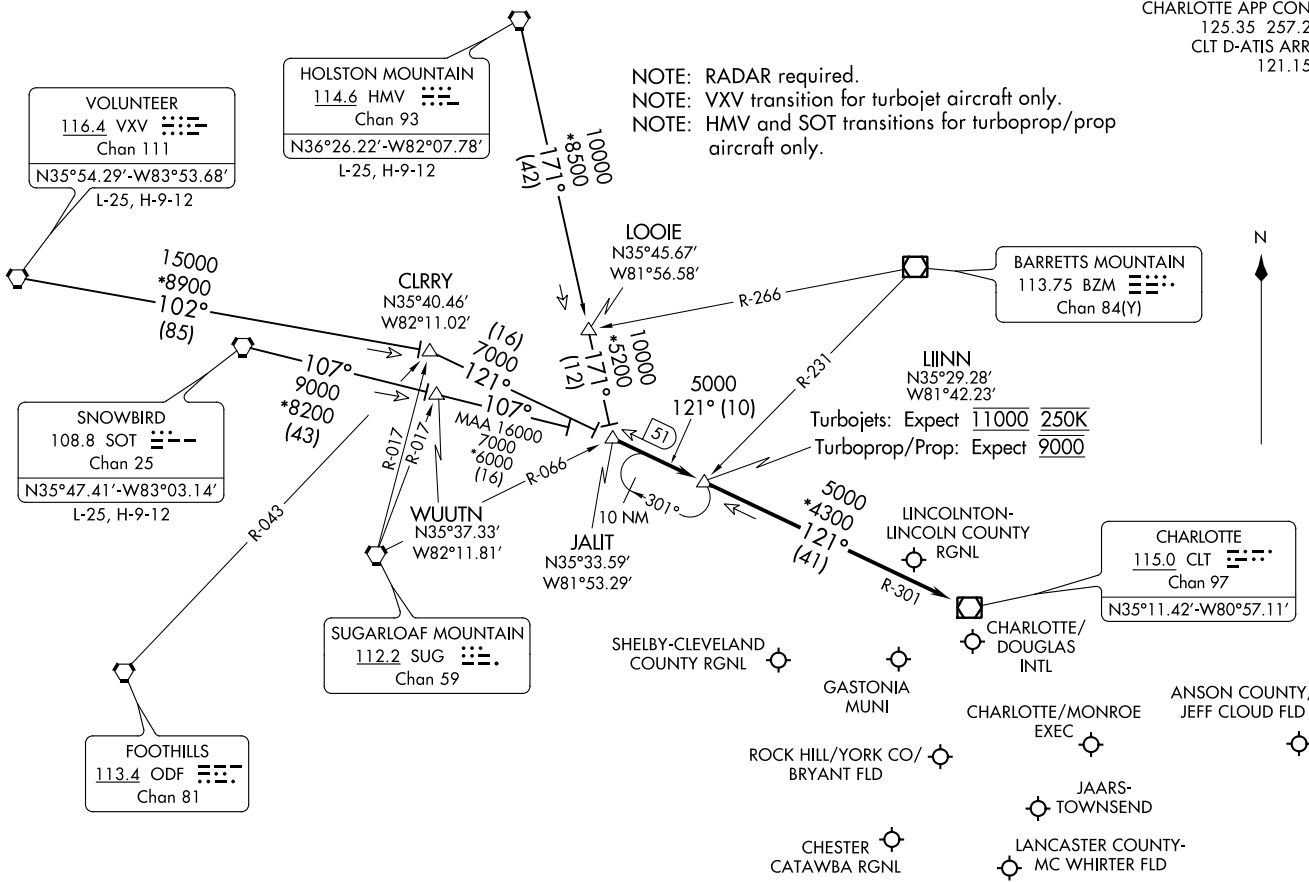 CHARLOTTE APP CON
125.35 257.2
CLT D-ATIS ARR
121.15
NOTE: RADAR required.
NOTE: VXV transition for turbojet aircraft only.
NOTE: HMV and SOT transitions for turboprop/prop
aircraft only.
HOLSTON MOUNTAIN
114.6 HMV
Chan 93
N36°26.22′-W82°07.78′
L-25, H-9-12
VOLUNTEER
116.4 VXV
Chan 111
N35°54.29′-W83°53.68′
L-25, H-9-12
10000
*8500
171°
(42)
LOOIE
N35°45.67′
W81°56.58′
N
BARRETTS MOUNTAIN
113.75 BZM
Chan 84(Y)
15000
*8900
102°
(85)
CLRRY
N35°40.46′
W82°11.02′
R-266
R-231
(16)
7000
121°
10000
*5200
171°
(12)
107°
9000
*8200
(43)
107°
MAA 16000
7000
*6000
(16)
5000
121° (10)
51
LIINN
N35°29.28′
W81°42.23′
Turbojets: Expect 11000 250K
Turboprop/Prop: Expect 9000
SNOWBIRD
108.8 SOT
Chan 25
N35°47.41′-W83°03.14′
L-25, H-9-12
R-017
R-017
R-066
R-043
WUUTN
N35°37.33′
W82°11.81′
301°
10 NM
JALIT
N35°33.59′
W81°53.29′
5000
*4300
121°
(41)
R-301
LINCOLNTON-
LINCOLN COUNTY
RGNL
CHARLOTTE
115.0 CLT
Chan 97
N35°11.42′-W80°57.11′
SUGARLOAF MOUNTAIN
112.2 SUG
Chan 59
FOOTHILLS
113.4 ODF
Chan 81
SHELBY-CLEVELAND
COUNTY RGNL
GASTONIA
MUNI
CHARLOTTE/
DOUGLAS
INTL
CHARLOTTE/MONROE
EXEC
ANSON COUNTY/
JEFF CLOUD FLD
ROCK HILL/YORK CO/
BRYANT FLD
JAARS-
TOWNSEND
CHESTER
CATAWBA RGNL
LANCASTER COUNTY-
MC WHIRTER FLD